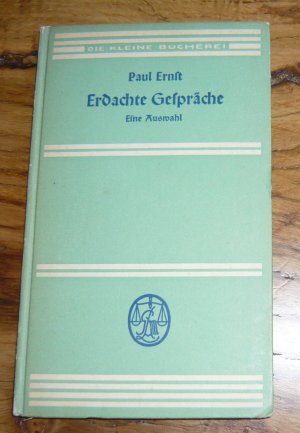 DIE KLEINE BÜCHEREI
Paul Ernst
Erdachte Gespräche
Eine Auswahl